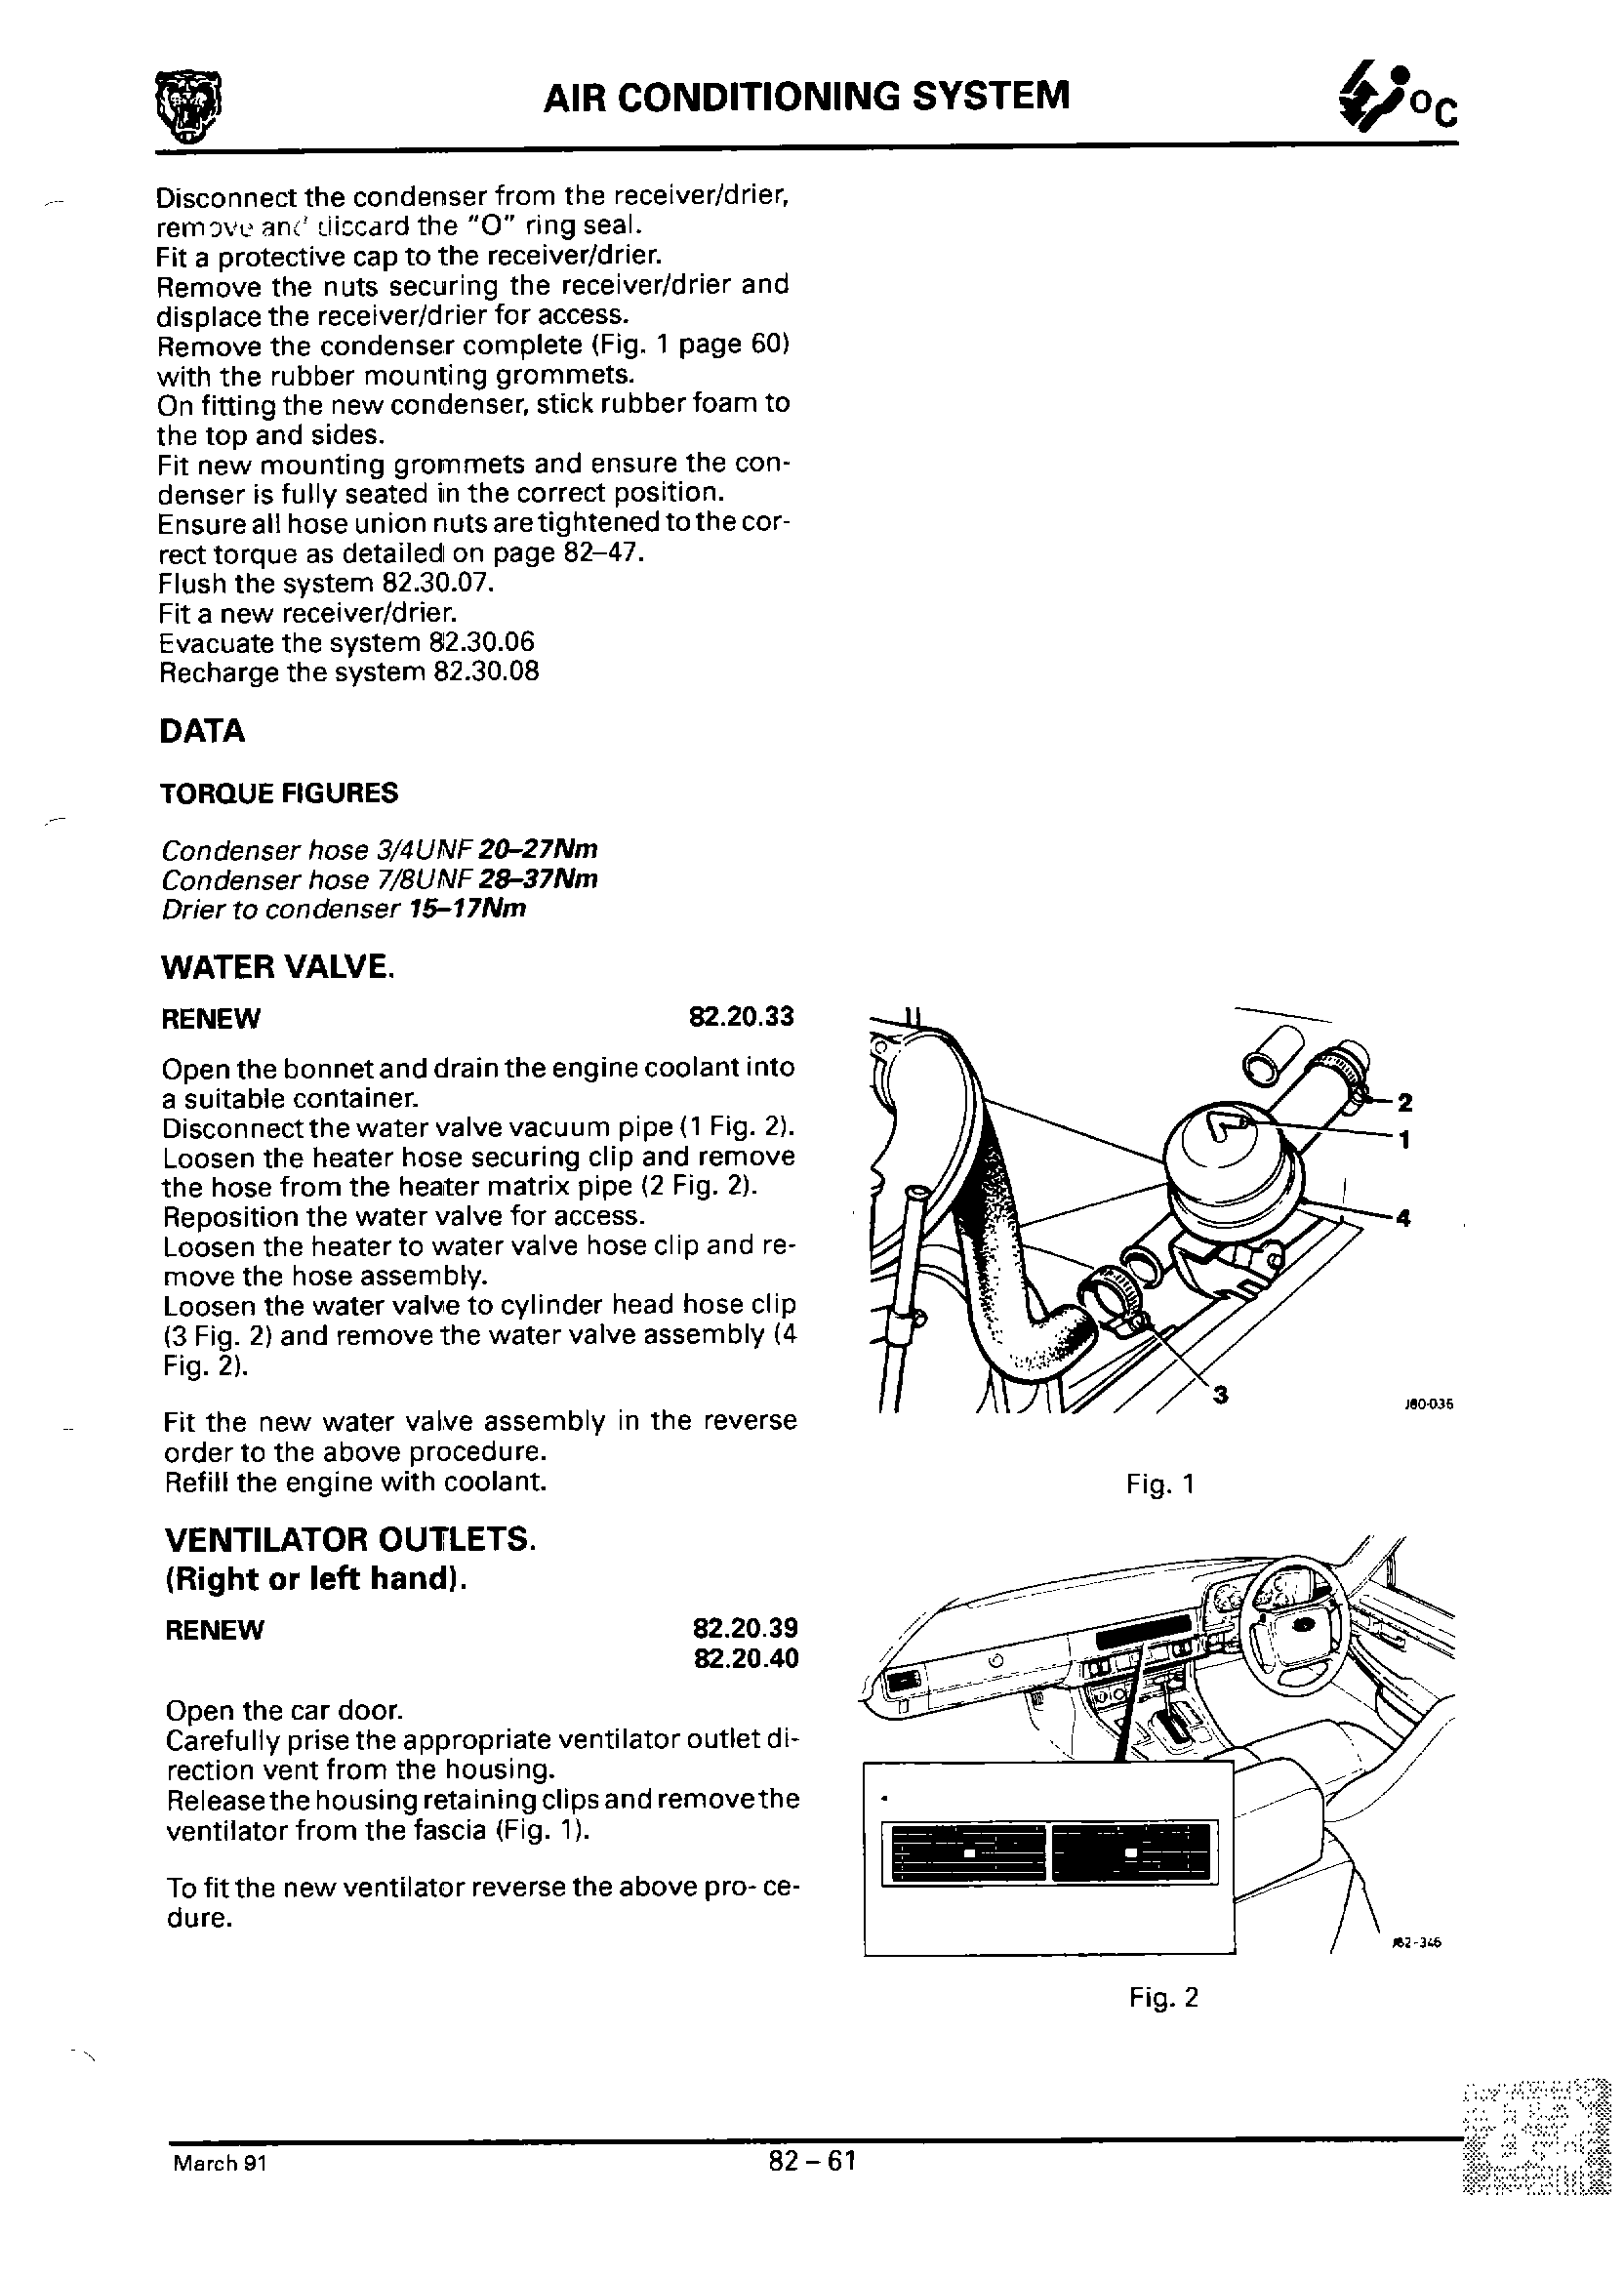 AIR CONDITIONING SYSTEM
°C
Disconnect the condenser from the receiver/drier,
remove and discard the "O" ring seal.
Fit a protective cap to the receiver/drier.
Remove the nuts securing the receiver/drier and
displace the receiver/drier for access.
Remove the condenser complete (Fig. 1 page 60)
with the rubber mounting grommets.
On fitting the new condenser, stick rubber foam to
the top and sides.
Fit new mounting grommets and ensure the con-
denser is fully seated in the correct position.
Ensure all hose union nuts are tightened to the cor-
rect torque as detailed on page 82–47.
Flush the system 82.30.07.
Fit a new receiver/drier.
Evacuate the system 82.30.06
Recharge the system 82.30.08
DATA
TORQUE FIGURES
Condenser hose 3/4UNF 20–27Nm
Condenser hose 7/8UNF 28–37Nm
Drier to condenser 15–17Nm
WATER VALVE.
RENEW 82.20.33
Open the bonnet and drain the engine coolant into
a suitable container.
Disconnect the water valve vacuum pipe (1 Fig. 2).
Loosen the heater hose securing clip and remove
the hose from the heater matrix pipe (2 Fig. 2).
Reposition the water valve for access.
Loosen the heater to water valve hose clip and re-
move the hose assembly.
Loosen the water valve to cylinder head hose clip
(3 Fig. 2) and remove the water valve assembly (4
Fig. 2).
Fit the new water valve assembly in the reverse
order to the above procedure.
Refill the engine with coolant.
VENTILATOR OUTLETS.
(Right or left hand).
RENEW 82.20.39
82.20.40
Open the car door.
Carefully prise the appropriate ventilator outlet di-
rection vent from the housing.
Release the housing retaining clips and remove the
ventilator from the fascia (Fig. 1).
To fit the new ventilator reverse the above pro- ce-
dure.
2
1
4
3
J80-036
Fig. 1
J82-346
Fig. 2
March 91
82 – 61